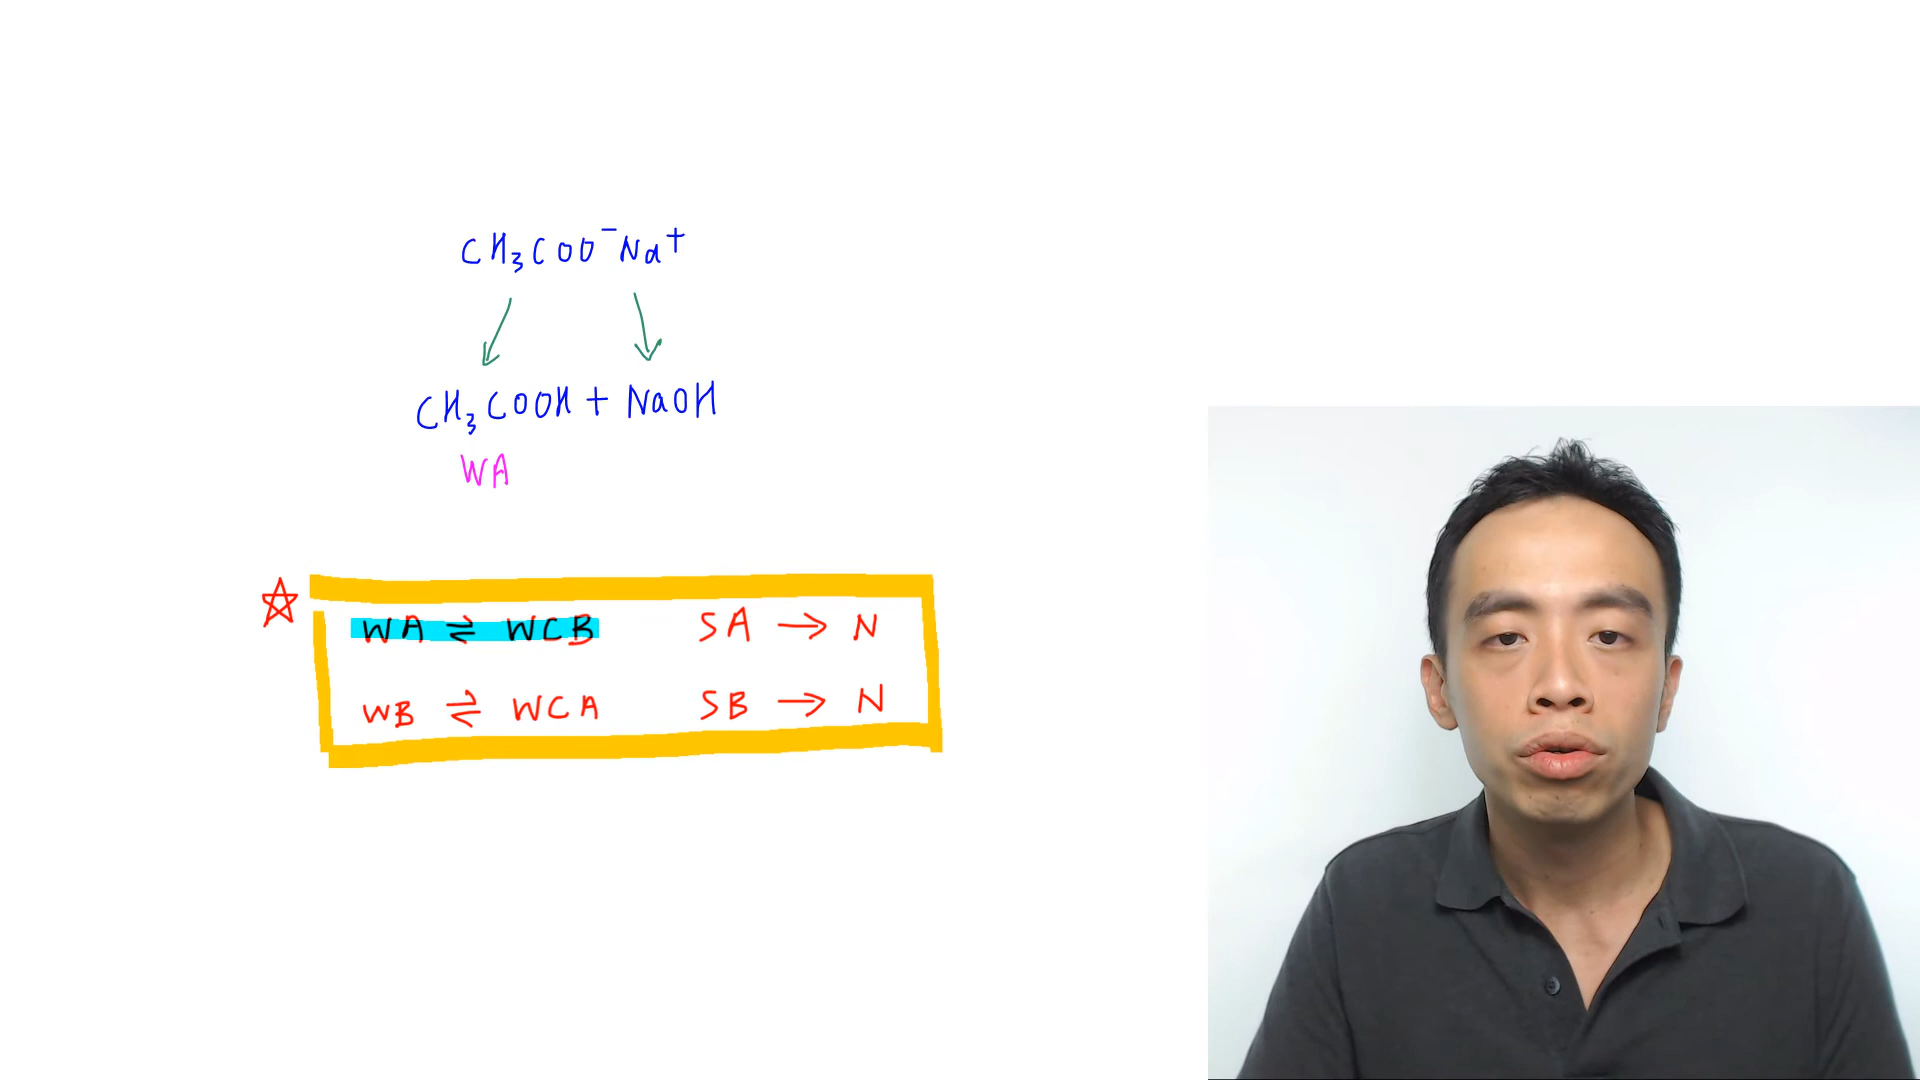 CH₃COO⁻Na⁺
CH₃COOH + NaOH
WA
WA ⇌ WCB SA → N
WB ⇌ WCA SB → N